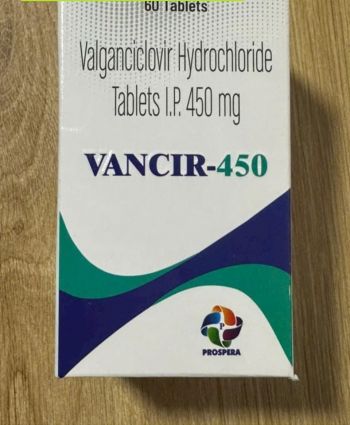 60 Tablets
Valganciclovir Hydrochloride
Tablets I.P. 450 mg
VANCIR-450
P
PROSPERA